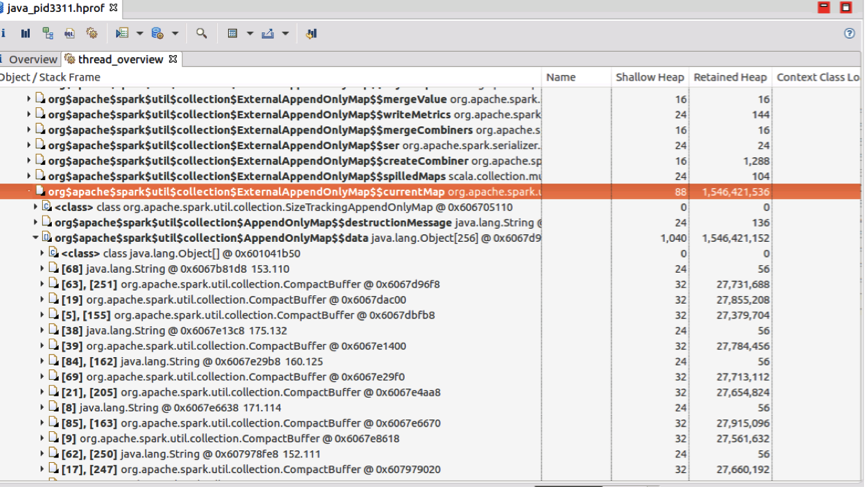 java_pid3311.hprof
Overview thread_overview
Object / Stack Frame Name Shallow Heap Retained Heap Context Class Lo
org$apache$spark$util$collection$ExternalAppendOnlyMap$$mergeValue org.apache.spark. 16 16
org$apache$spark$util$collection$ExternalAppendOnlyMap$$writeMetrics org.apache.spark 24 144
org$apache$spark$util$collection$ExternalAppendOnlyMap$$mergeCombiners org.apache.s 16 16
org$apache$spark$util$collection$ExternalAppendOnlyMap$$ser org.apache.spark.serializer. 24 24
org$apache$spark$util$collection$ExternalAppendOnlyMap$$createCombiner org.apache.sp 16 1,288
org$apache$spark$util$collection$ExternalAppendOnlyMap$$spilledMaps scala.collection.mu 24 104
org$apache$spark$util$collection$ExternalAppendOnlyMap$$currentMap org.apache.spark.u 88 1,546,421,536
<class> class org.apache.spark.util.collection.SizeTrackingAppendOnlyMap @ 0x606705110 0 0
org$apache$spark$util$collection$AppendOnlyMap$$destructionMessage java.lang.String @ 24 136
org$apache$spark$util$collection$AppendOnlyMap$$data java.lang.Object[256] @ 0x6067d9 1,040 1,546,421,152
<class> class java.lang.Object[] @ 0x601041b50 0 0
[68] java.lang.String @ 0x6067b81d8 153.110 24 56
[63], [251] org.apache.spark.util.collection.CompactBuffer @ 0x6067d96f8 32 27,731,688
[19] org.apache.spark.util.collection.CompactBuffer @ 0x6067dac00 32 27,855,208
[5], [155] org.apache.spark.util.collection.CompactBuffer @ 0x6067dbfb8 32 27,379,704
[38] java.lang.String @ 0x6067e13c8 175.132 24 56
[39] org.apache.spark.util.collection.CompactBuffer @ 0x6067e1400 32 27,784,456
[84], [162] java.lang.String @ 0x6067e29b8 160.125 24 56
[69] org.apache.spark.util.collection.CompactBuffer @ 0x6067e29f0 32 27,713,112
[21], [205] org.apache.spark.util.collection.CompactBuffer @ 0x6067e4aa8 32 27,654,824
[8] java.lang.String @ 0x6067e6638 171.114 24 56
[85], [163] org.apache.spark.util.collection.CompactBuffer @ 0x6067e6670 32 27,915,096
[9] org.apache.spark.util.collection.CompactBuffer @ 0x6067e8618 32 27,561,632
[62], [250] java.lang.String @ 0x607978fe8 152.111 24 56
[17], [247] org.apache.spark.util.collection.CompactBuffer @ 0x607979020 32 27,660,192